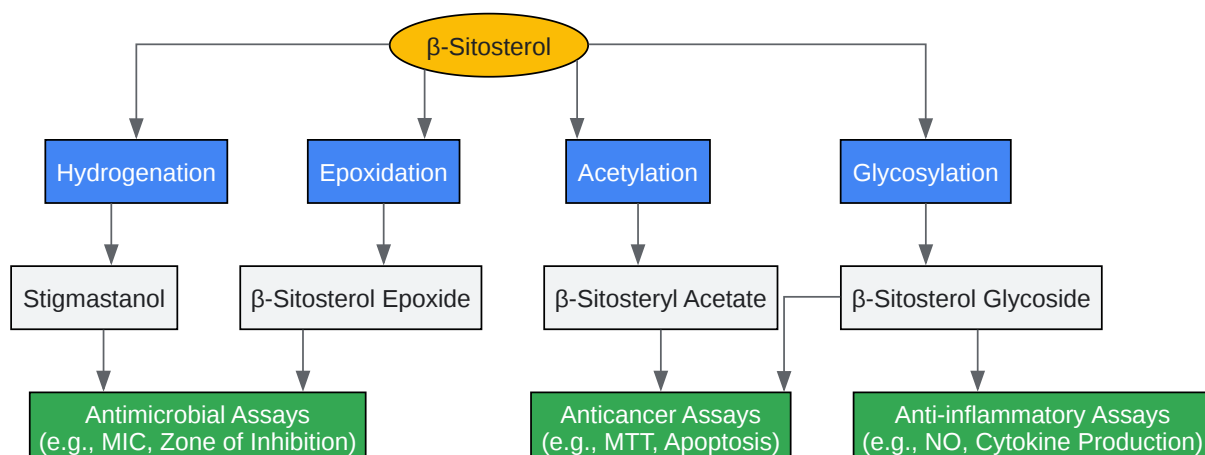 β-Sitosterol
Hydrogenation
Epoxidation
Acetylation
Glycosylation
Stigmastanol
β-Sitosterol Epoxide
β-Sitosteryl Acetate
β-Sitosterol Glycoside
Antimicrobial Assays
(e.g., MIC, Zone of Inhibition)
Anticancer Assays
(e.g., MTT, Apoptosis)
Anti-inflammatory Assays
(e.g., NO, Cytokine Production)